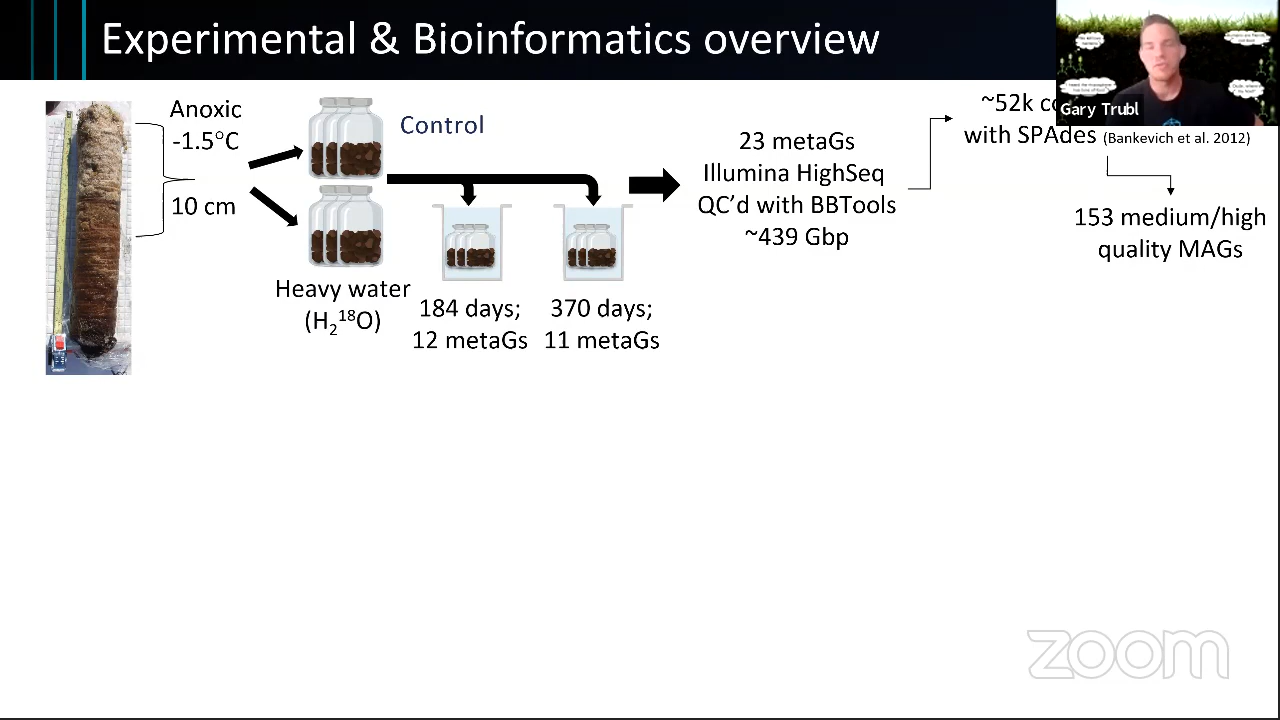 Experimental & Bioinformatics overview
Gary Trubl
Anoxic
-1.5°C
10 cm
Control
Heavy water
(H₂¹⁸O)
184 days;
12 metaGs
370 days;
11 metaGs
23 metaGs
Illumina HighSeq
QC'd with BBTools
~439 Gbp
~52k
with SPAdes (Bankevich et al. 2012)
153 medium/high
quality MAGs
zoom